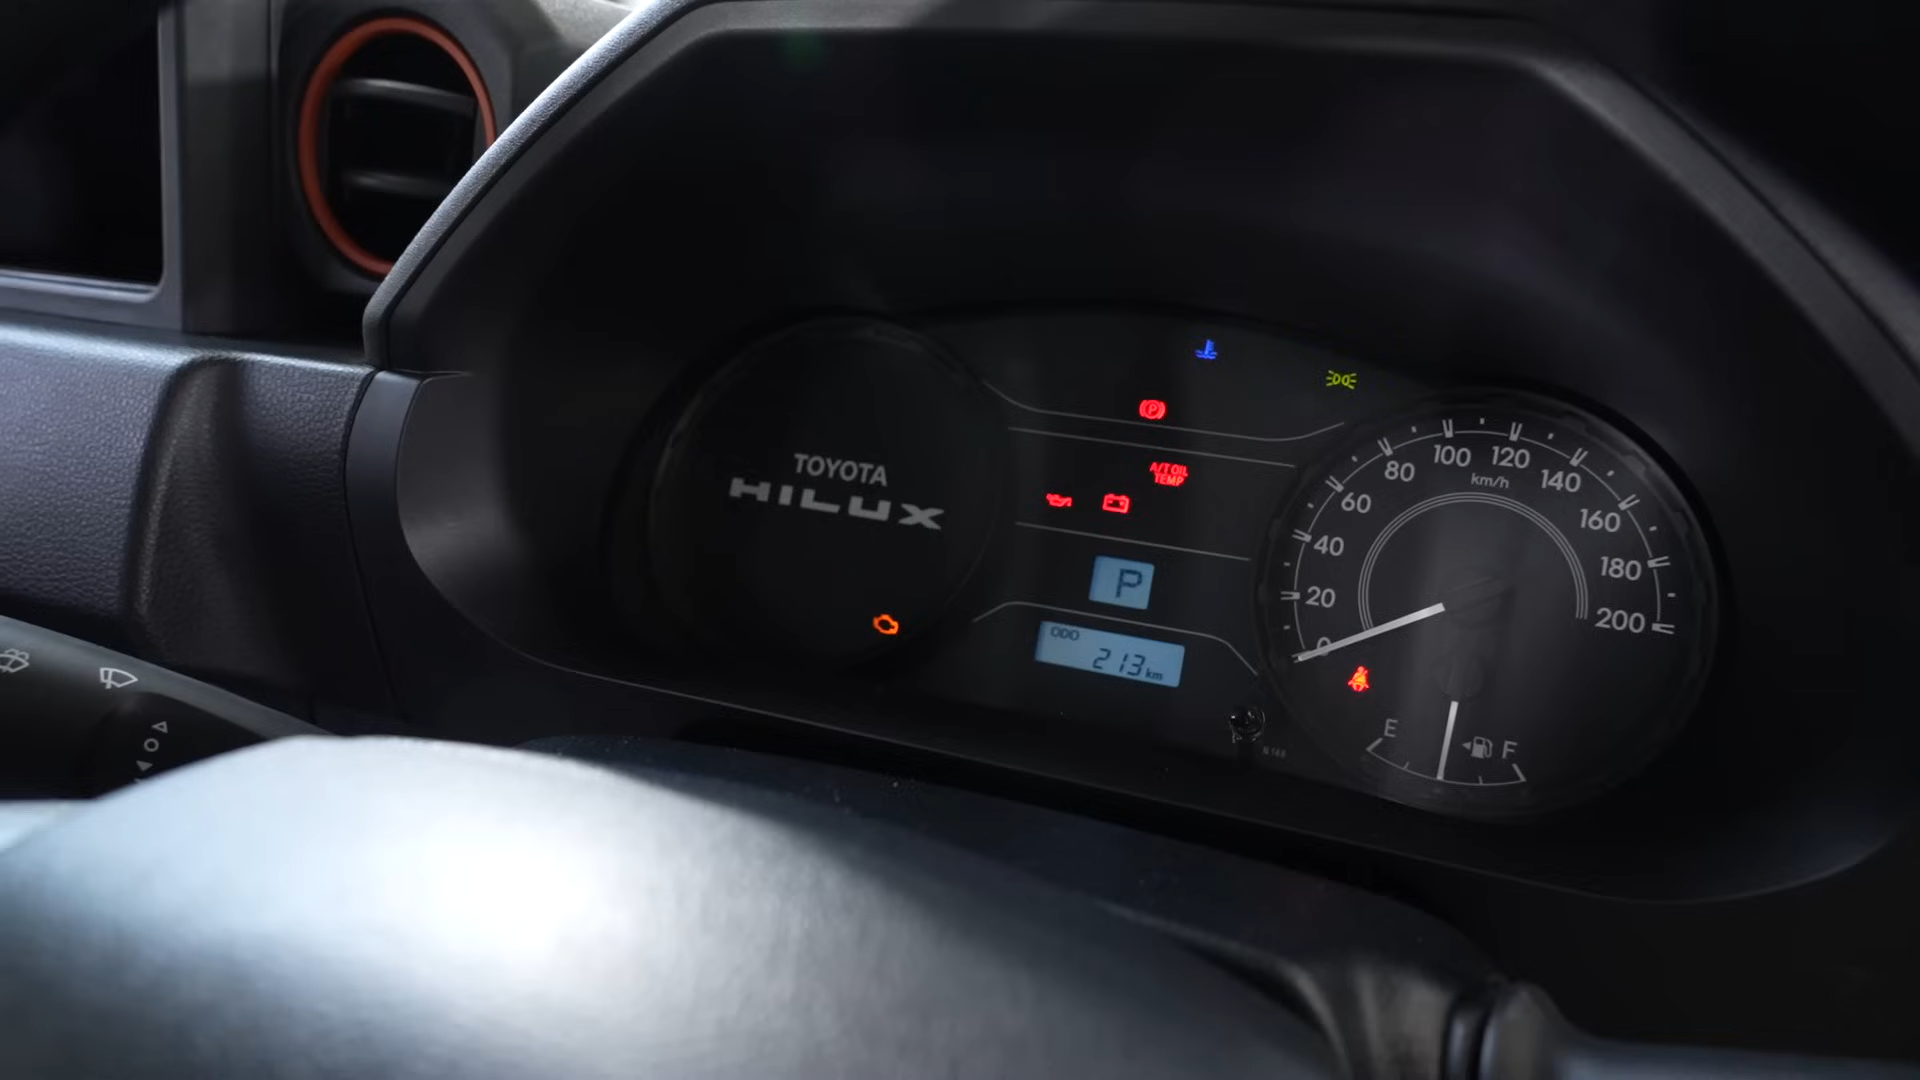 TOYOTA
HILUX
P
A/T OIL
TEMP
P
ODO
213 km
0
20
40
60
80
100
120
140
160
180
200
km/h
E
F